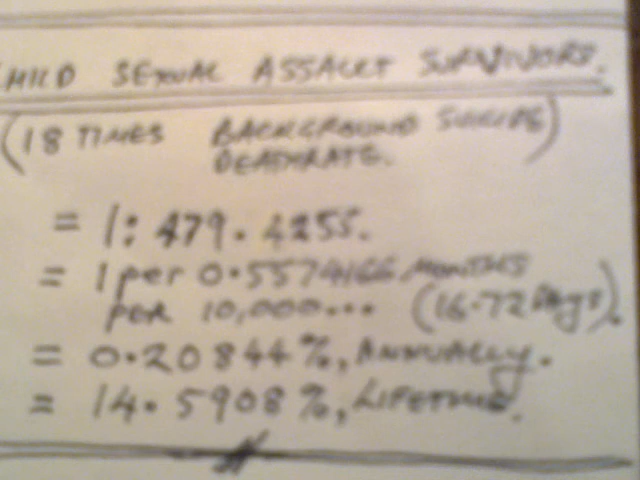 CHILD SEXUAL ASSAULT SURVIVORS.
(18 TIMES BACKGROUND SUICIDE)
DEATHRATE.
= 1: 479.4255.
= 1 per 0.5574166 MONTHS
PER 10,000... (16.72 DAYS).
= 0.20844%, ANNUALLY.
= 14.5908%, LIFETIME.